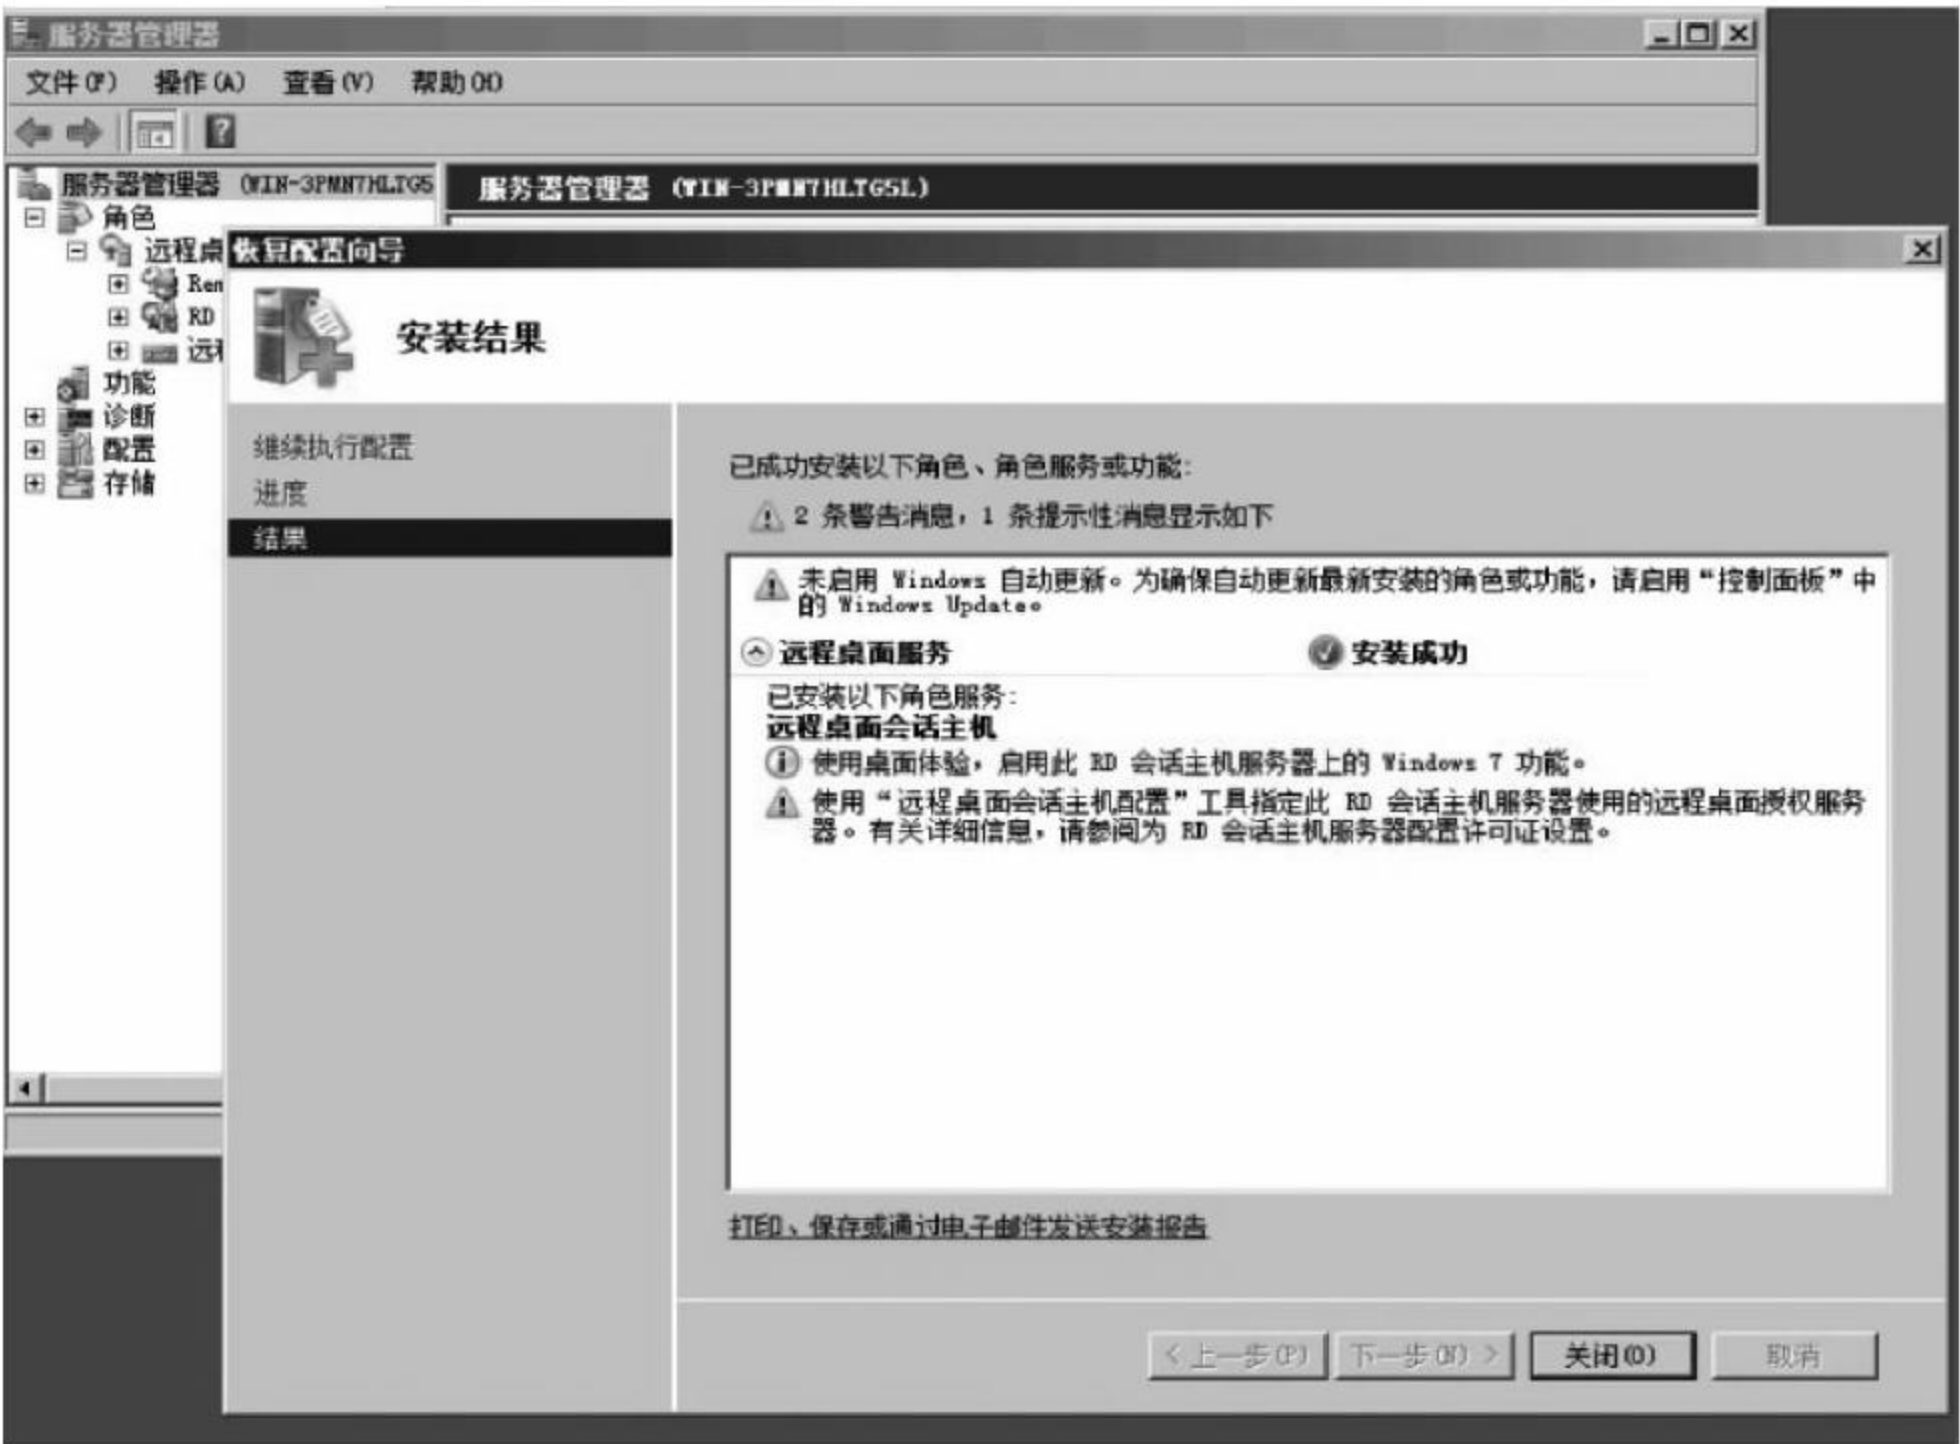 服务器管理器
文件(F) 操作(A) 查看(V) 帮助(H)
服务器管理器 (WIN-3PMN7HLTG5
服务器管理器 (WIN-3PMN7HLTG5L)
角色
远程桌
Rem
RD
远程
功能
诊断
配置
存储
恢复配置向导
安装结果
继续执行配置
进度
结果
已成功安装以下角色、角色服务或功能:
2 条警告消息，1 条提示性消息显示如下
未启用 Windows 自动更新。为确保自动更新最新安装的角色或功能，请启用“控制面板”中
的 Windows Update。
远程桌面服务 安装成功
已安装以下角色服务:
远程桌面会话主机
使用桌面体验，启用此 RD 会话主机服务器上的 Windows 7 功能。
使用“远程桌面会话主机配置”工具指定此 RD 会话主机服务器使用的远程桌面授权服务
器。有关详细信息，请参阅为 RD 会话主机服务器配置许可证设置。
打印、保存或通过电子邮件发送安装报告
< 上一步(P) 下一步(N) > 关闭(O) 取消